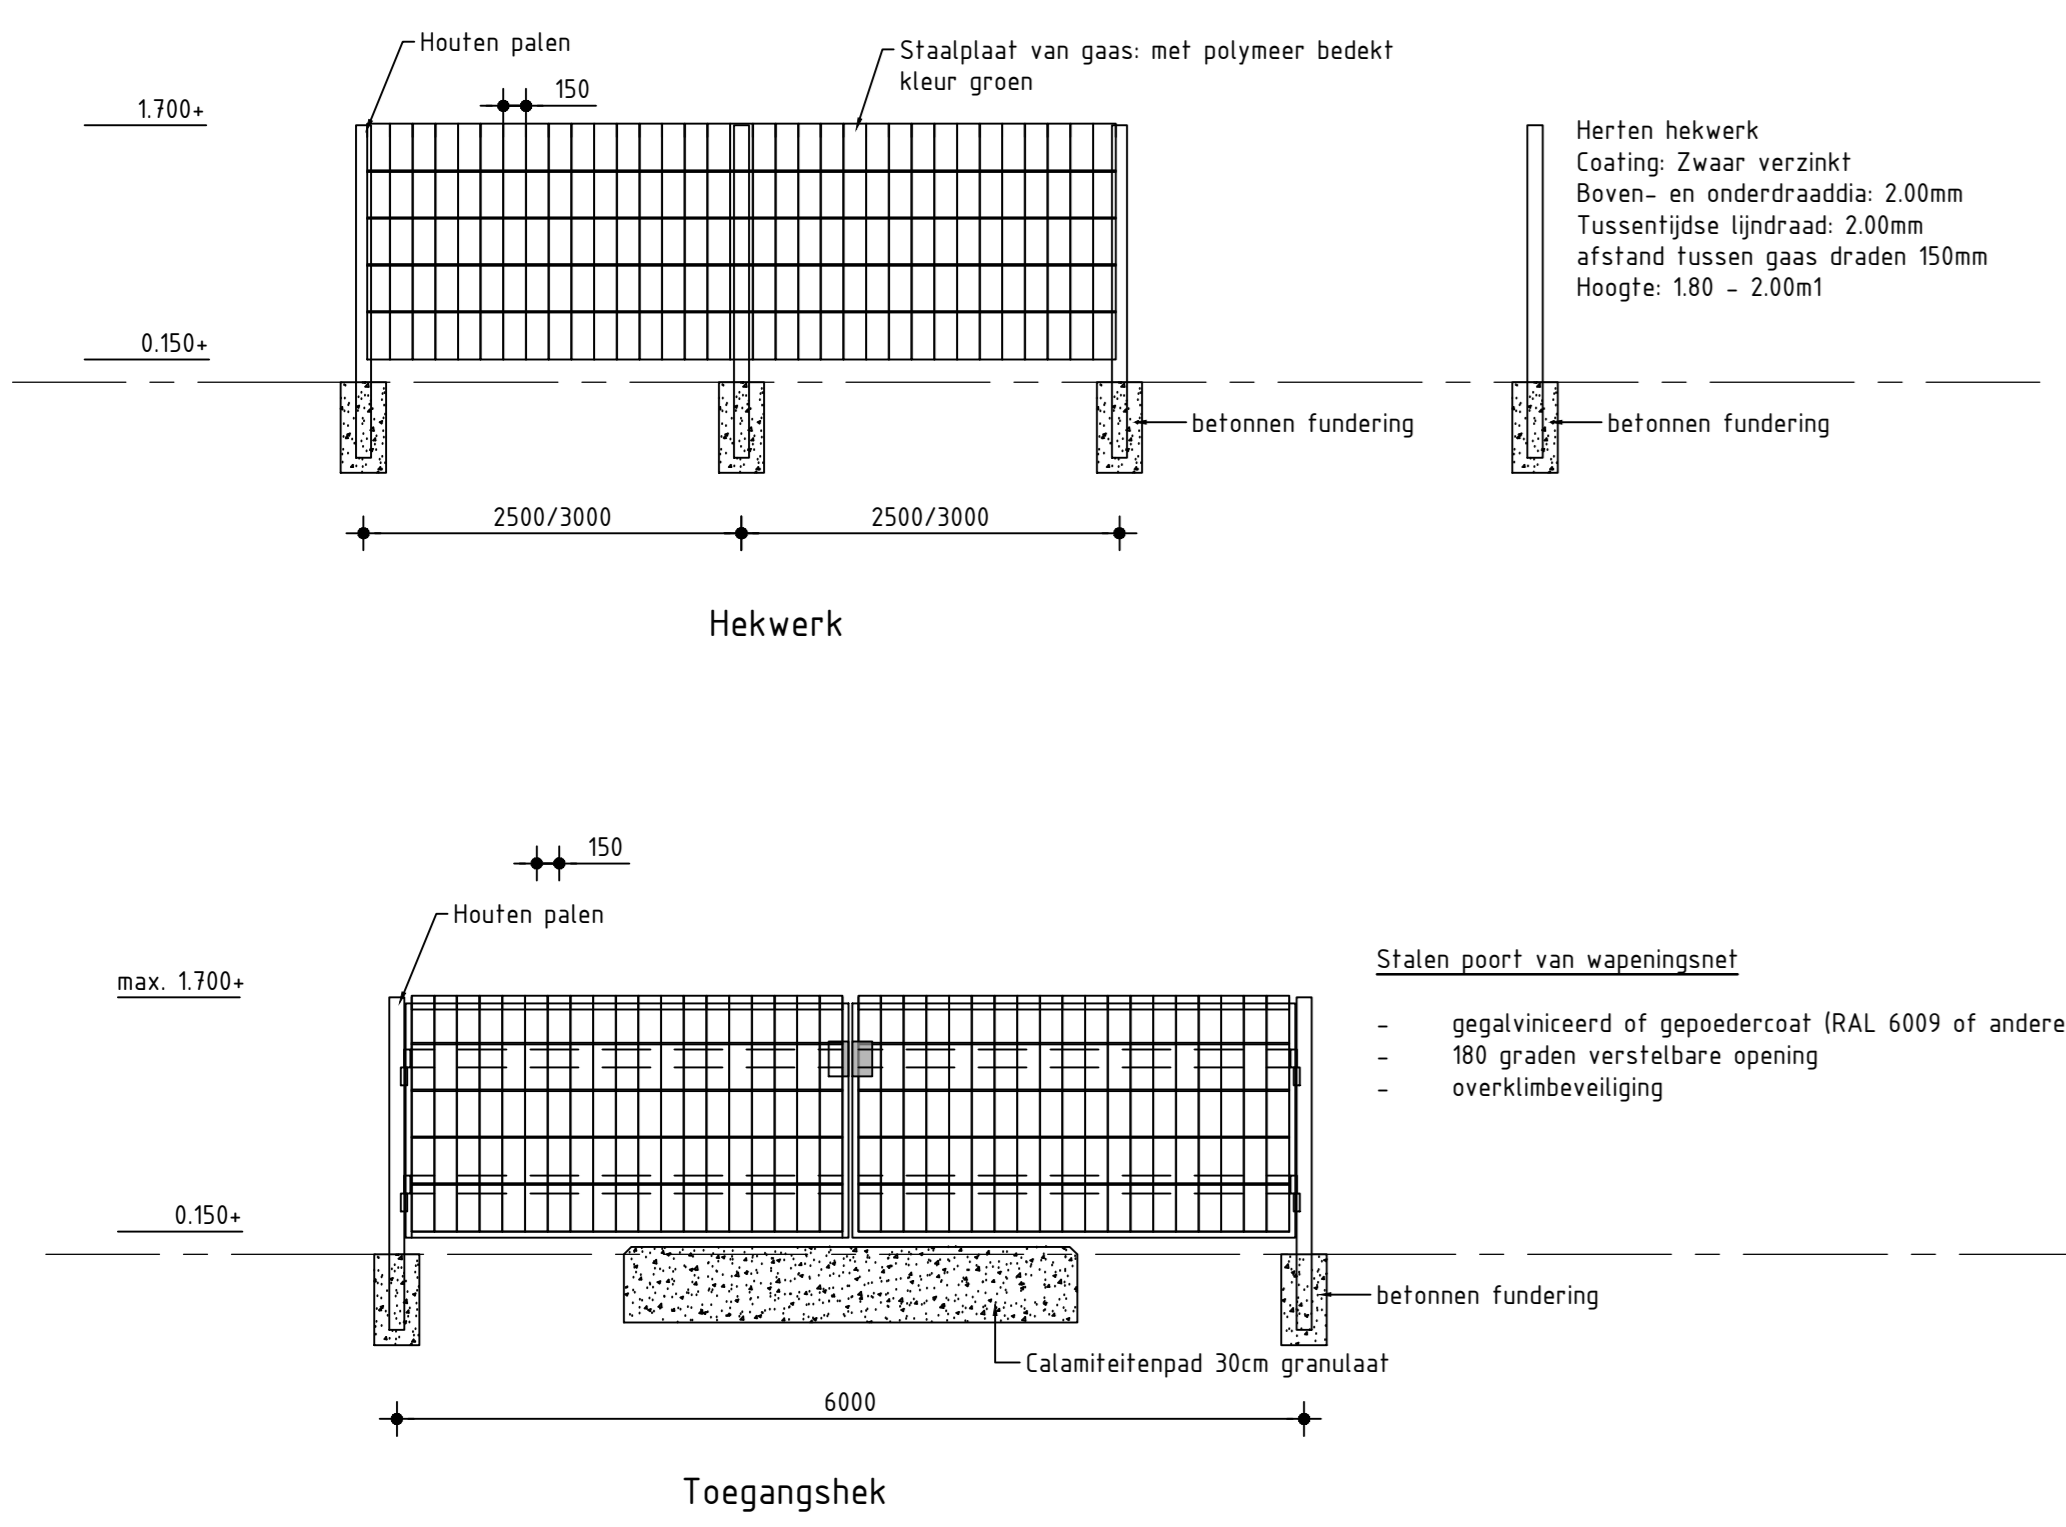 Houten palen
Staalplaat van gaas: met polymeer bedekt
kleur groen
150
1.700+
Herten hekwerk
Coating: Zwaar verzinkt
Boven- en onderdraaddia: 2.00mm
Tussentijdse lijndraad: 2.00mm
afstand tussen gaas draden 150mm
Hoogte: 1.80 - 2.00m1
0.150+
betonnen fundering
betonnen fundering
2500/3000
2500/3000
Hekwerk
150
Houten palen
max. 1.700+
Stalen poort van wapeningsnet
- gegalviniceerd of gepoedercoat (RAL 6009 of andere
- 180 graden verstelbare opening
- overklimbeveiliging
0.150+
betonnen fundering
Calamiteitenpad 30cm granulaat
6000
Toegangshek